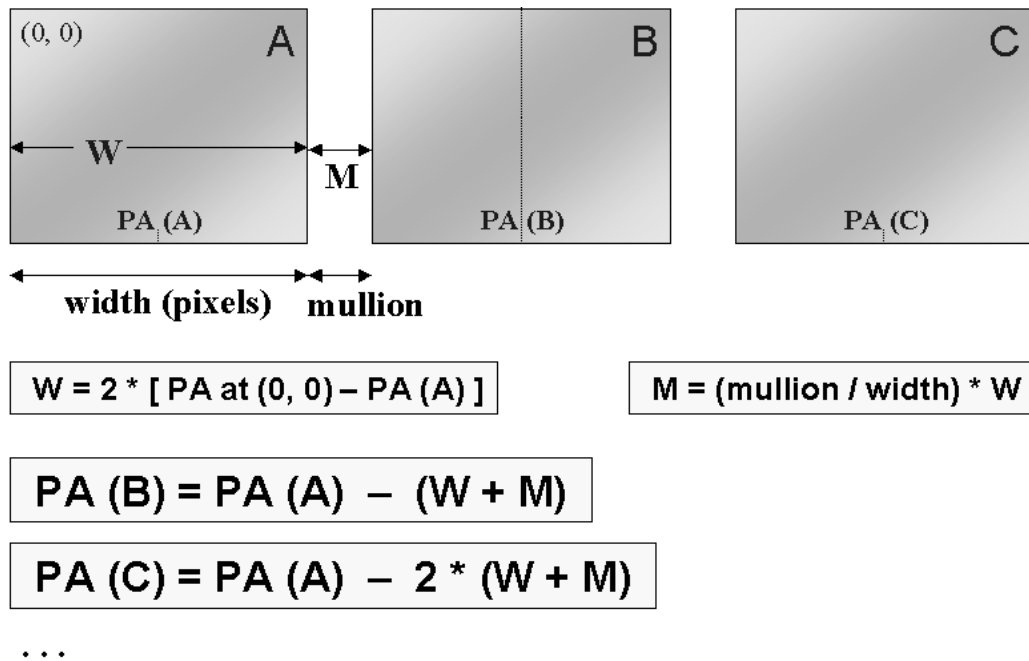 (0, 0)
A
B
C
W
M
PA (A)
PA (B)
PA (C)
width (pixels)
mullion
W = 2 * [ PA at (0, 0) – PA (A) ]
M = (mullion / width) * W
PA (B) = PA (A) – (W + M)
PA (C) = PA (A) – 2 * (W + M)
. . .